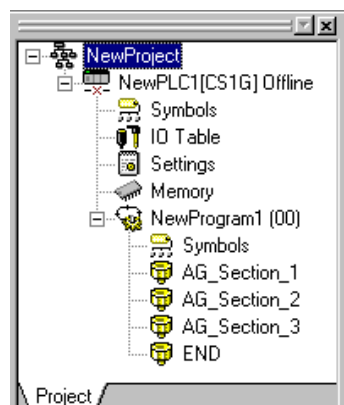 NewProject
NewPLC1[CS1G] Offline
Symbols
IO Table
Settings
Memory
NewProgram1 (00)
Symbols
AG_Section_1
AG_Section_2
AG_Section_3
END
Project